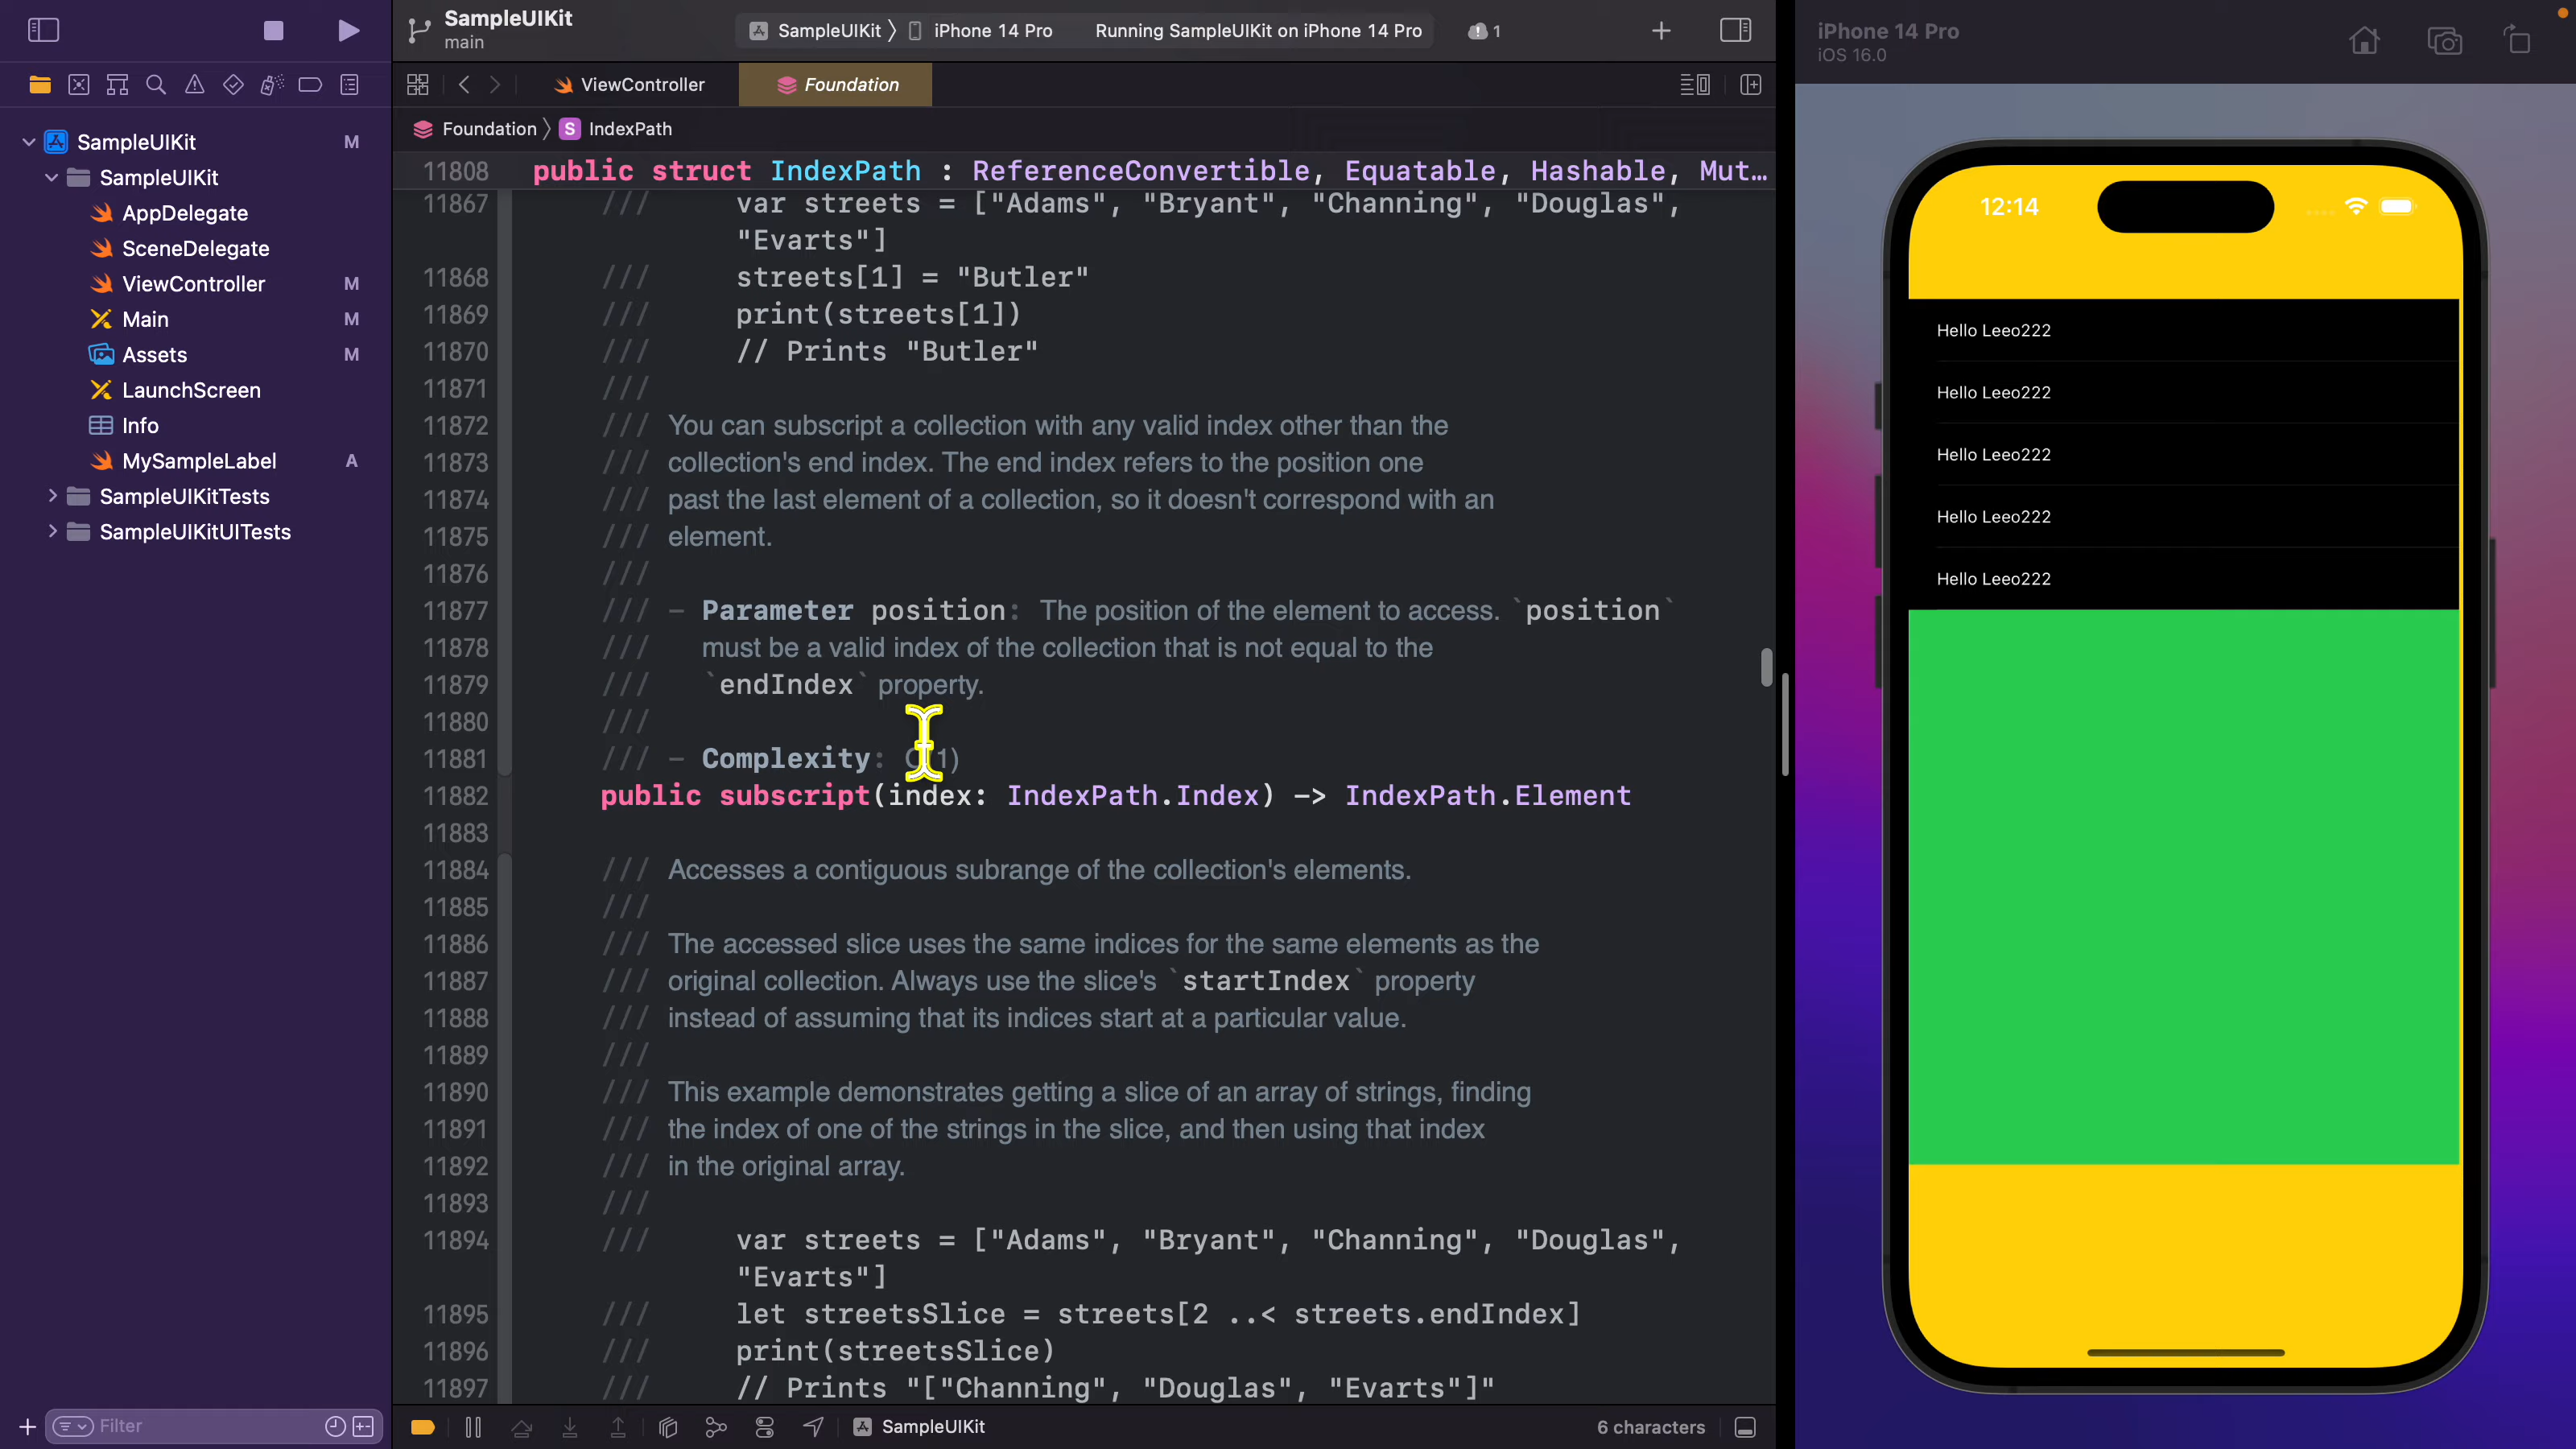 SampleUIKit
main
SampleUIKit
iPhone 14 Pro
Running SampleUIKit on iPhone 14 Pro
1
ViewController
Foundation
Foundation
S
IndexPath
SampleUIKit M
SampleUIKit
AppDelegate
SceneDelegate
ViewController M
Main M
Assets M
LaunchScreen
Info
MySampleLabel A
SampleUIKitTests
SampleUIKitUITests
Filter
11808 public struct IndexPath : ReferenceConvertible, Equatable, Hashable, Mut…
11867 /// var streets = ["Adams", "Bryant", "Channing", "Douglas",
"Evarts"]
11868 /// streets[1] = "Butler"
11869 /// print(streets[1])
11870 /// // Prints "Butler"
11871 ///
11872 /// You can subscript a collection with any valid index other than the
11873 /// collection's end index. The end index refers to the position one
11874 /// past the last element of a collection, so it doesn't correspond with an
11875 /// element.
11876 ///
11877 /// - Parameter position: The position of the element to access. `position`
11878 /// must be a valid index of the collection that is not equal to the
11879 /// `endIndex` property.
11880 ///
11881 /// - Complexity:
11882 public subscript(index: IndexPath.Index) -> IndexPath.Element
11883
11884 /// Accesses a contiguous subrange of the collection's elements.
11885 ///
11886 /// The accessed slice uses the same indices for the same elements as the
11887 /// original collection. Always use the slice's `startIndex` property
11888 /// instead of assuming that its indices start at a particular value.
11889 ///
11890 /// This example demonstrates getting a slice of an array of strings, finding
11891 /// the index of one of the strings in the slice, and then using that index
11892 /// in the original array.
11893 ///
11894 /// var streets = ["Adams", "Bryant", "Channing", "Douglas",
"Evarts"]
11895 /// let streetsSlice = streets[2 ..< streets.endIndex]
11896 /// print(streetsSlice)
11897 /// // Prints "["Channing", "Douglas", "Evarts"]"
SampleUIKit
6 characters
iPhone 14 Pro
iOS 16.0
12:14
Hello Leeo222
Hello Leeo222
Hello Leeo222
Hello Leeo222
Hello Leeo222